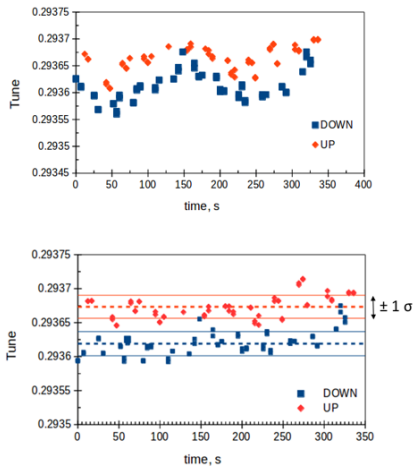 0.29375
0.2937
0.29365
0.2936
0.29355
0.2935
0.29345
Tune
0 50 100 150 200 250 300 350 400
time, s
DOWN
UP
0.29375
0.2937
0.29365
0.2936
0.29355
0.2935
Tune
± 1 σ
DOWN
UP
0 50 100 150 200 250 300 350
time, s